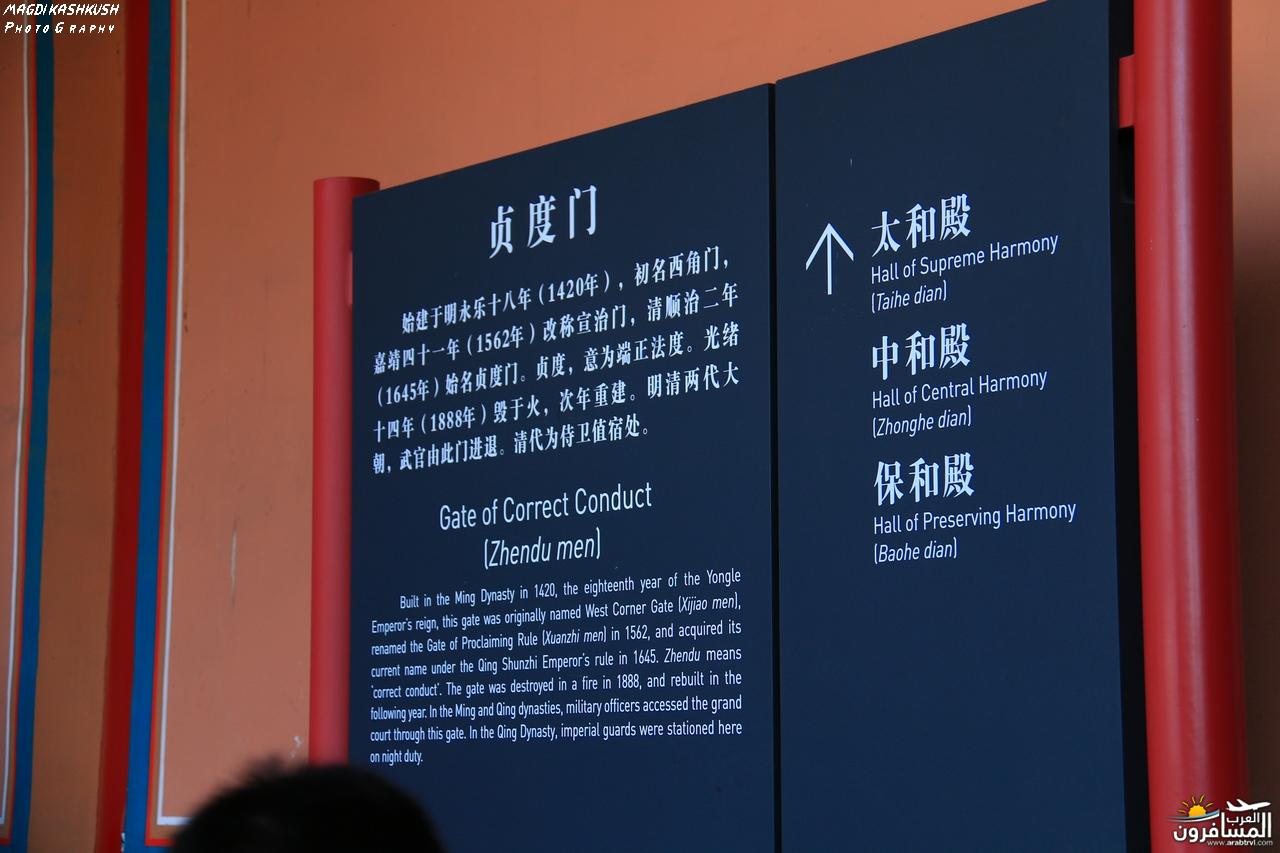 MAGDI KASHKUSH
PHOTOGRAPHY
贞度门
始建于明永乐十八年（1420年），初名西角门，
嘉靖四十一年（1562年）改称宣治门，清顺治二年
（1645年）始名贞度门。贞度，意为端正法度。光绪
十四年（1888年）毁于火，次年重建。明清两代大
朝，武官由此门进退。清代为侍卫值宿处。
Gate of Correct Conduct
(Zhendu men)
Built in the Ming Dynasty in 1420, the eighteenth year of the Yongle
Emperor's reign, this gate was originally named West Corner Gate (Xijiao men),
renamed the Gate of Proclaiming Rule (Xuanzhi men) in 1562, and acquired its
current name under the Qing Shunzhi Emperor's rule in 1645. Zhendu means
'correct conduct'. The gate was destroyed in a fire in 1888, and rebuilt in the
following year. In the Ming and Qing dynasties, military officers accessed the grand
court through this gate. In the Qing Dynasty, imperial guards were stationed here
on night duty.
太和殿
Hall of Supreme Harmony
(Taihe dian)
中和殿
Hall of Central Harmony
(Zhonghe dian)
保和殿
Hall of Preserving Harmony
(Baohe dian)
العرب
المسافرون
www.arabtrvl.com